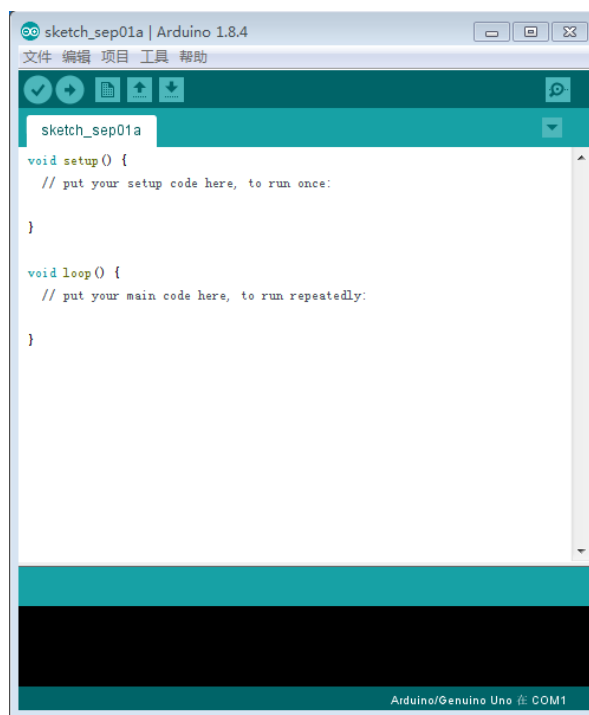 sketch_sep01a | Arduino 1.8.4
文件 编辑 项目 工具 帮助
sketch_sep01a
void setup() {
// put your setup code here, to run once:
}
void loop() {
// put your main code here, to run repeatedly:
}
Arduino/Genuino Uno 在 COM1